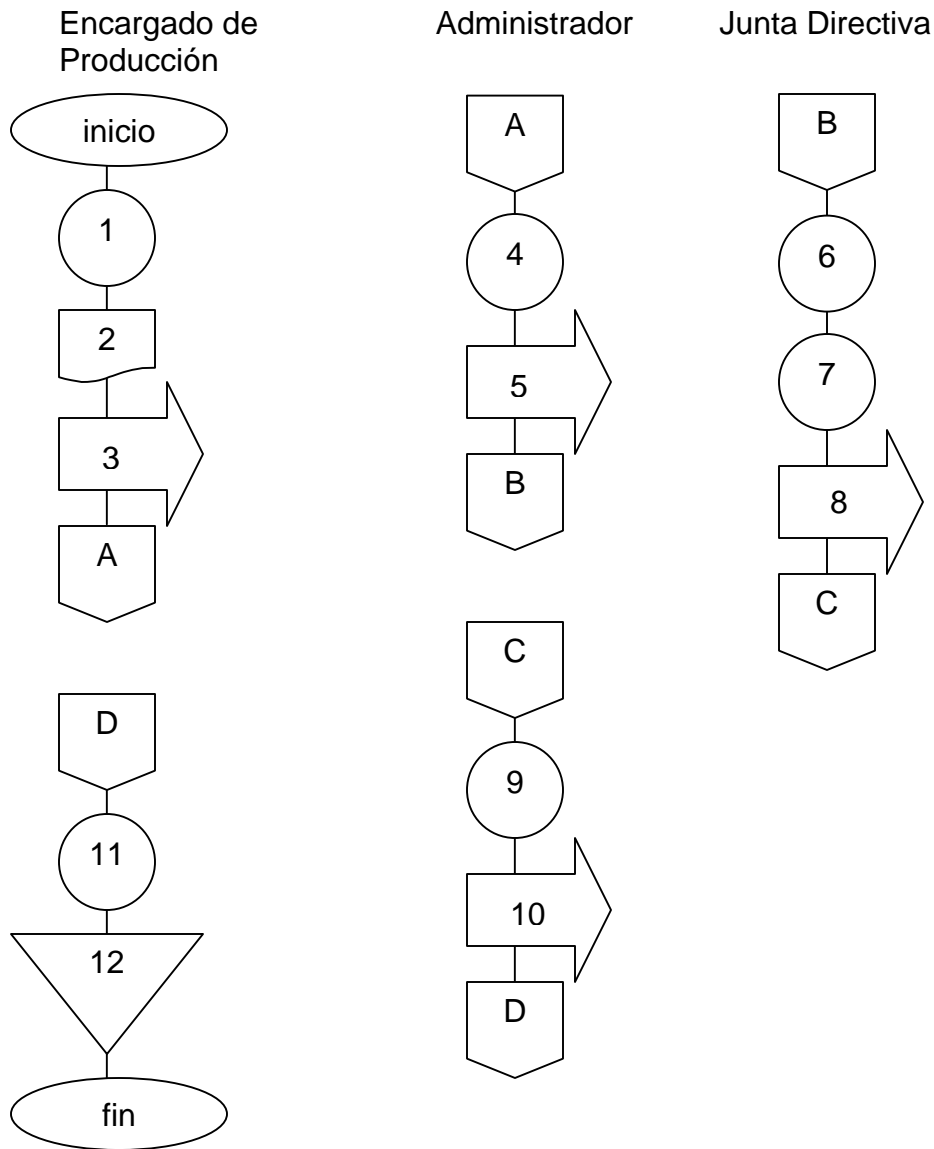 Encargado de
Producción
inicio
1
2
3
A
D
11
12
fin
Administrador
A
4
5
B
C
9
10
D
Junta Directiva
B
6
7
8
C